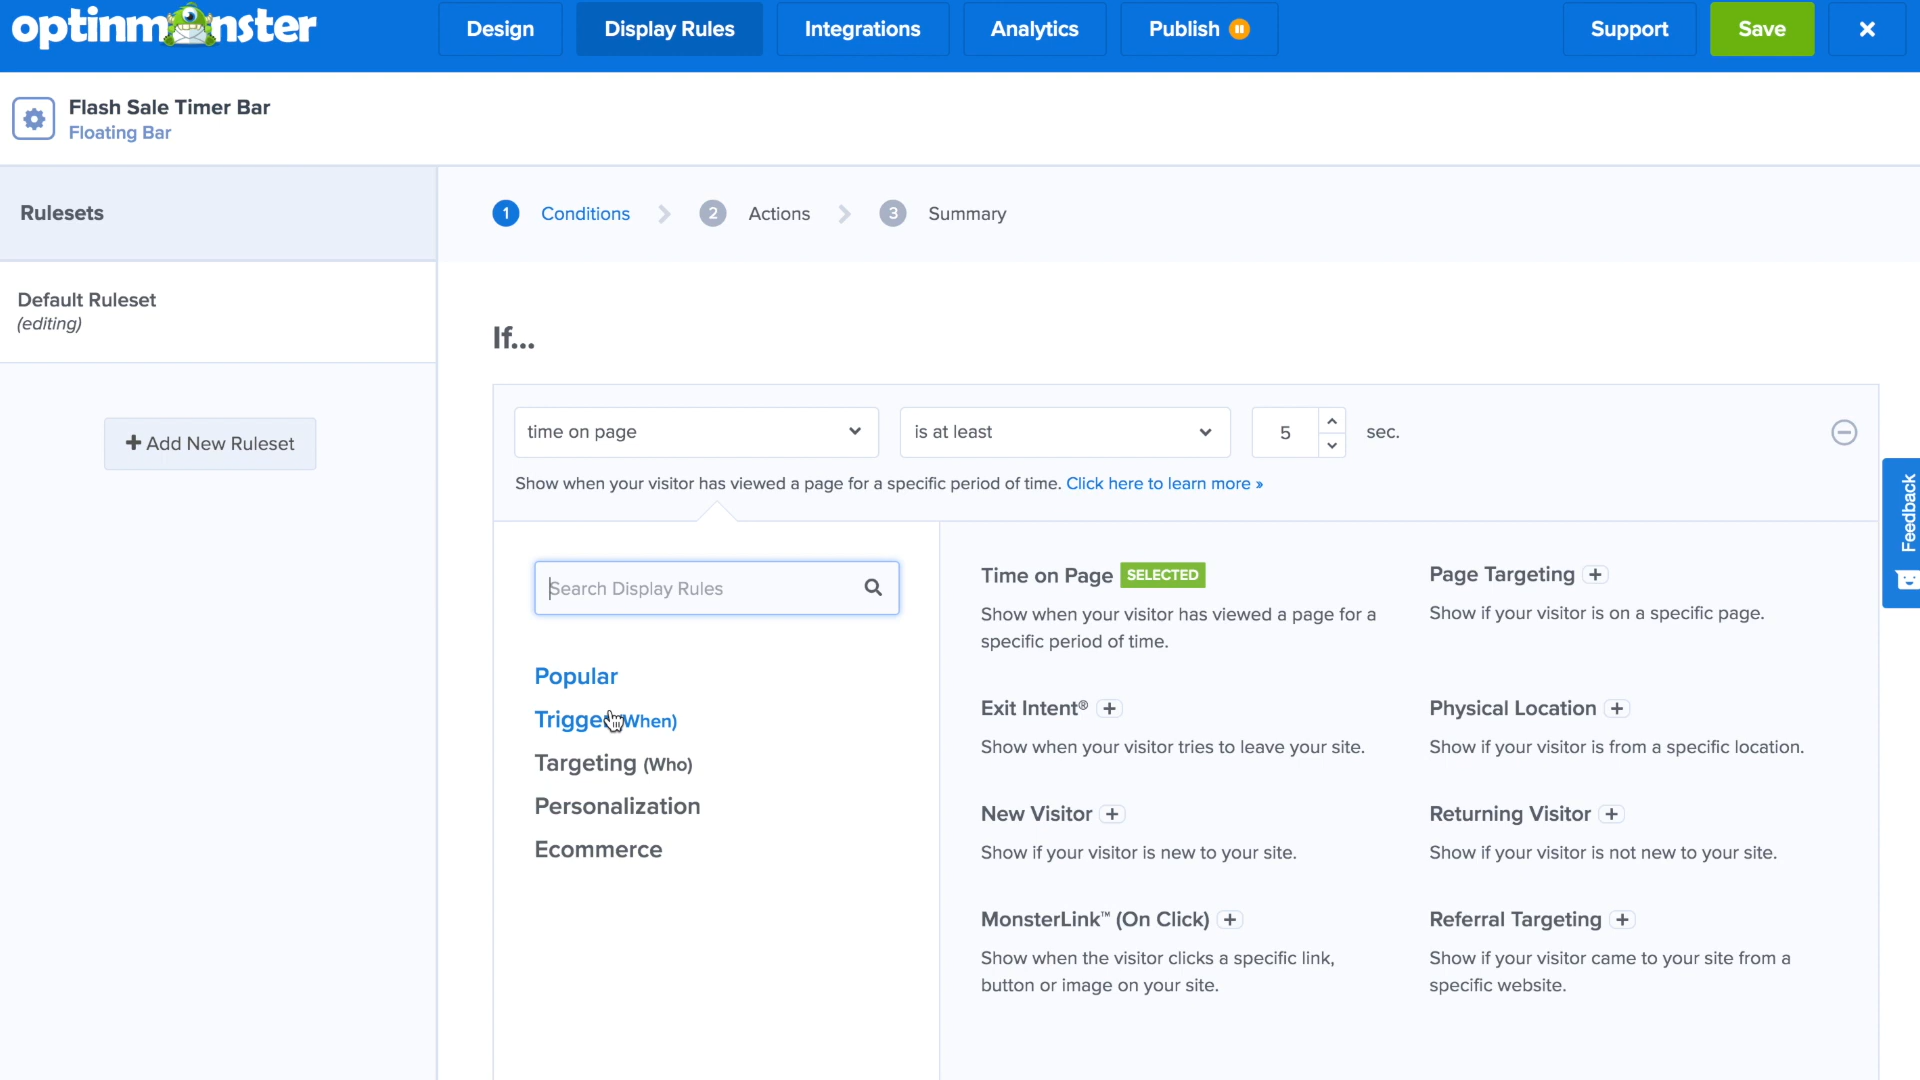 optinmonster
Design
Display Rules
Integrations
Analytics
Publish
Support
Save
Flash Sale Timer Bar
Floating Bar
Rulesets
1 Conditions
2 Actions
3 Summary
Default Ruleset
(editing)
+ Add New Ruleset
If...
time on page
is at least
5
sec.
Show when your visitor has viewed a page for a specific period of time. Click here to learn more »
Feedback
Search Display Rules
Popular
(When)
Targeting (Who)
Personalization
Ecommerce
Time on Page SELECTED
Show when your visitor has viewed a page for a
specific period of time.
Page Targeting +
Show if your visitor is on a specific page.
Exit Intent® +
Show when your visitor tries to leave your site.
Physical Location +
Show if your visitor is from a specific location.
New Visitor +
Show if your visitor is new to your site.
Returning Visitor +
Show if your visitor is not new to your site.
MonsterLink™ (On Click) +
Show when the visitor clicks a specific link,
button or image on your site.
Referral Targeting +
Show if your visitor came to your site from a
specific website.